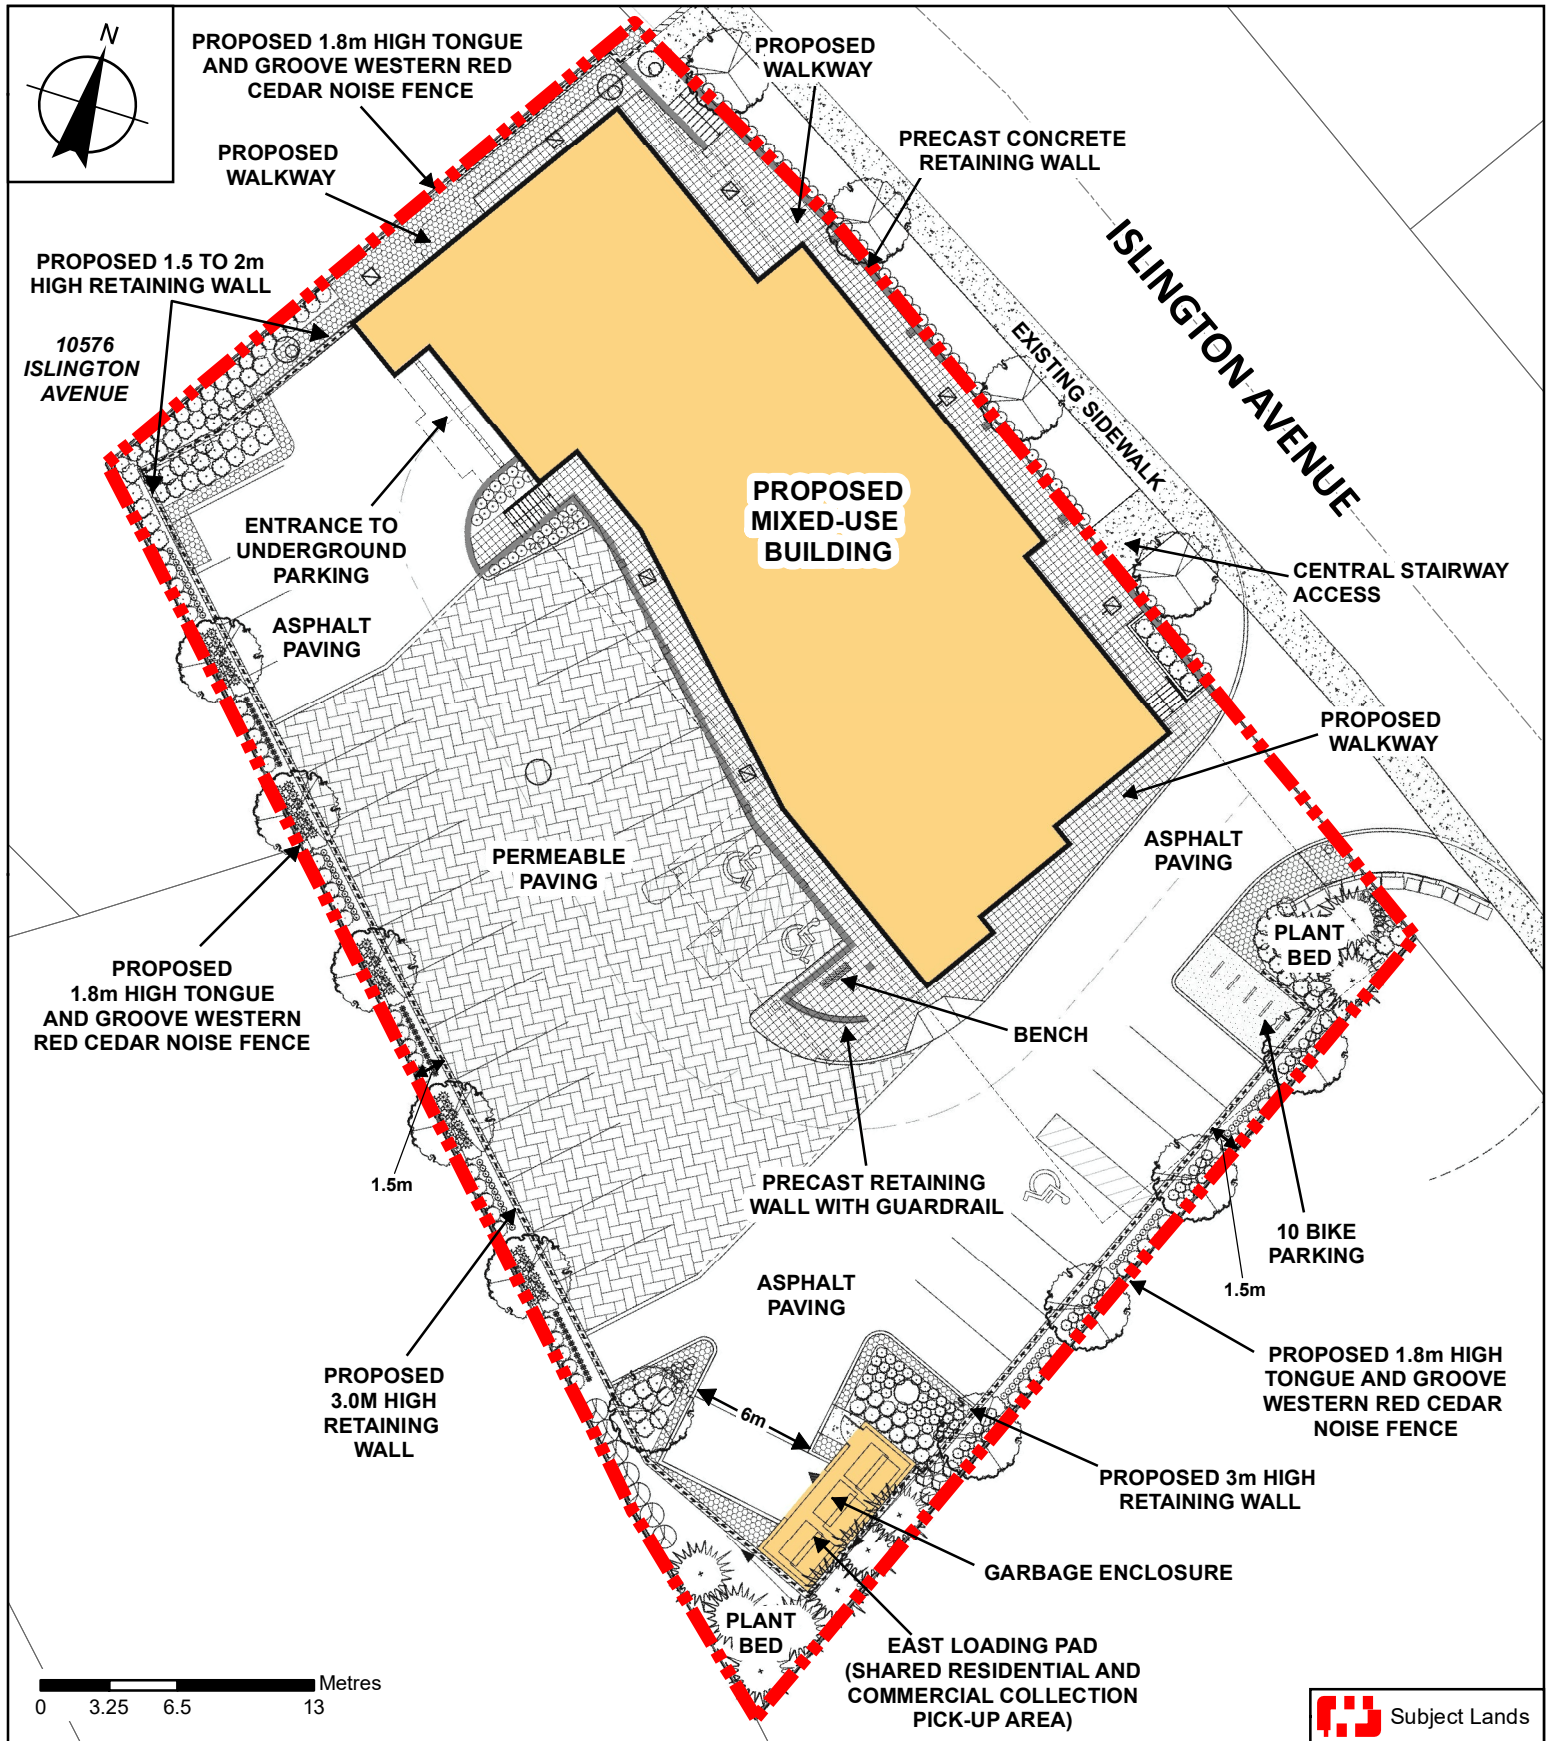 N
PROPOSED 1.8m HIGH TONGUE
AND GROOVE WESTERN RED
CEDAR NOISE FENCE
PROPOSED
WALKWAY
PROPOSED
WALKWAY
PRECAST CONCRETE
RETAINING WALL
PROPOSED 1.5 TO 2m
HIGH RETAINING WALL
10576
ISLINGTON
AVENUE
ISLINGTON AVENUE
EXISTING SIDEWALK
PROPOSED
MIXED-USE
BUILDING
ENTRANCE TO
UNDERGROUND
PARKING
CENTRAL STAIRWAY
ACCESS
ASPHALT
PAVING
PROPOSED
WALKWAY
ASPHALT
PAVING
PERMEABLE
PAVING
PLANT
BED
PROPOSED
1.8m HIGH TONGUE
AND GROOVE WESTERN
RED CEDAR NOISE FENCE
BENCH
1.5m
PRECAST RETAINING
WALL WITH GUARDRAIL
10 BIKE
PARKING
1.5m
ASPHALT
PAVING
PROPOSED
3.0M HIGH
RETAINING
WALL
PROPOSED 1.8m HIGH
TONGUE AND GROOVE
WESTERN RED CEDAR
NOISE FENCE
6m
PROPOSED 3m HIGH
RETAINING WALL
GARBAGE ENCLOSURE
PLANT
BED
EAST LOADING PAD
(SHARED RESIDENTIAL AND
COMMERCIAL COLLECTION
PICK-UP AREA)
Metres
0 3.25 6.5 13
Subject Lands